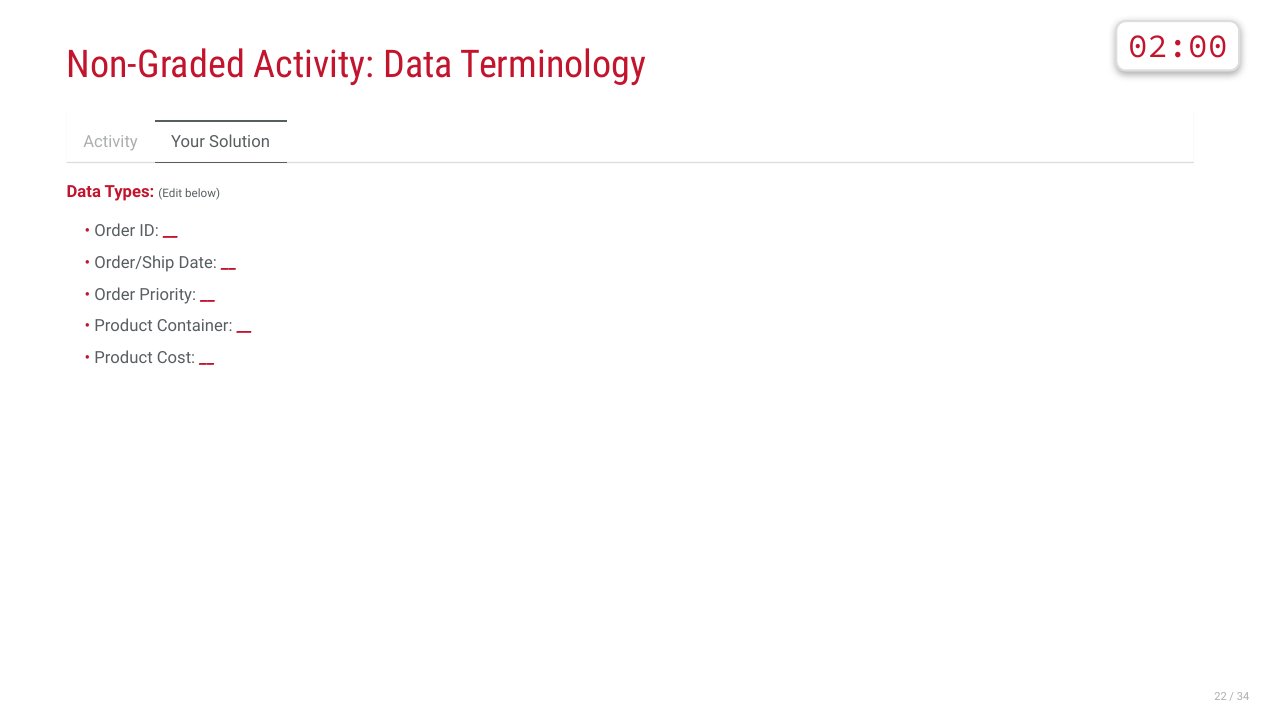 Non-Graded Activity: Data Terminology
02:00
Activity
Your Solution
Data Types: (Edit below)
• Order ID: __
• Order/Ship Date: __
• Order Priority: __
• Product Container: __
• Product Cost: __
22 / 34